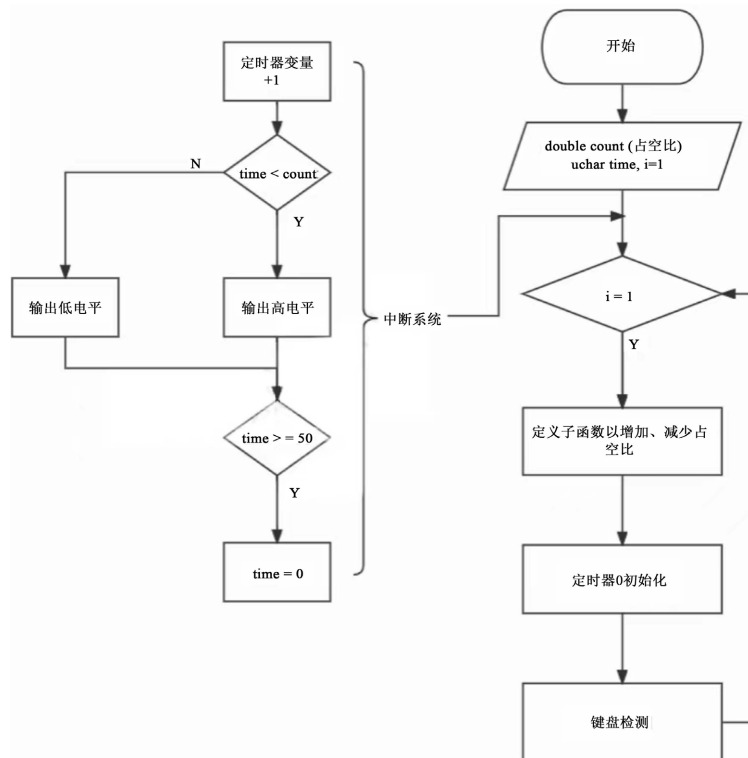 定时器变量
+1
N
time < count
Y
输出低电平
输出高电平
time > = 50
Y
time = 0
中断系统
开始
double count (占空比)
uchar time, i=1
i = 1
Y
定义子函数以增加、减少占
空比
定时器0初始化
键盘检测